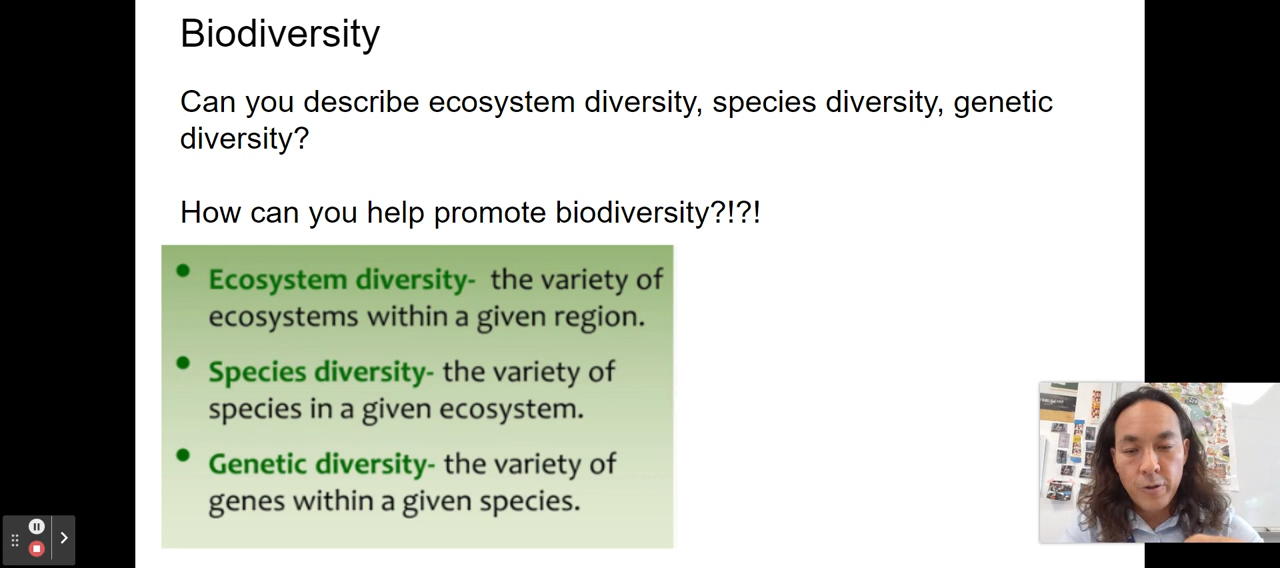 Biodiversity
Can you describe ecosystem diversity, species diversity, genetic
diversity?
How can you help promote biodiversity?!?!
• Ecosystem diversity- the variety of
ecosystems within a given region.
• Species diversity- the variety of
species in a given ecosystem.
• Genetic diversity- the variety of
genes within a given species.